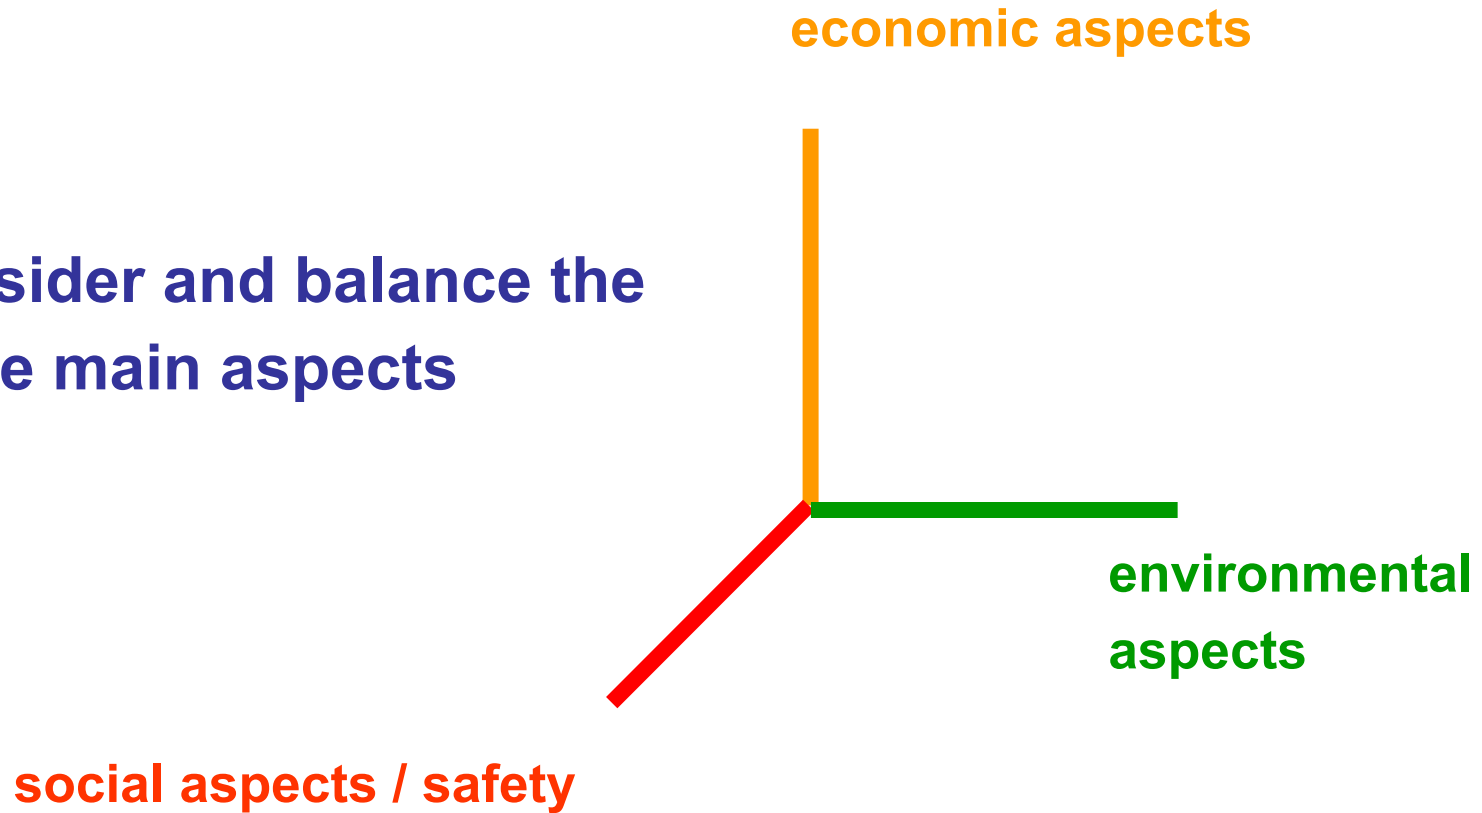 economic aspects
sider and balance the
e main aspects
environmental
aspects
social aspects / safety